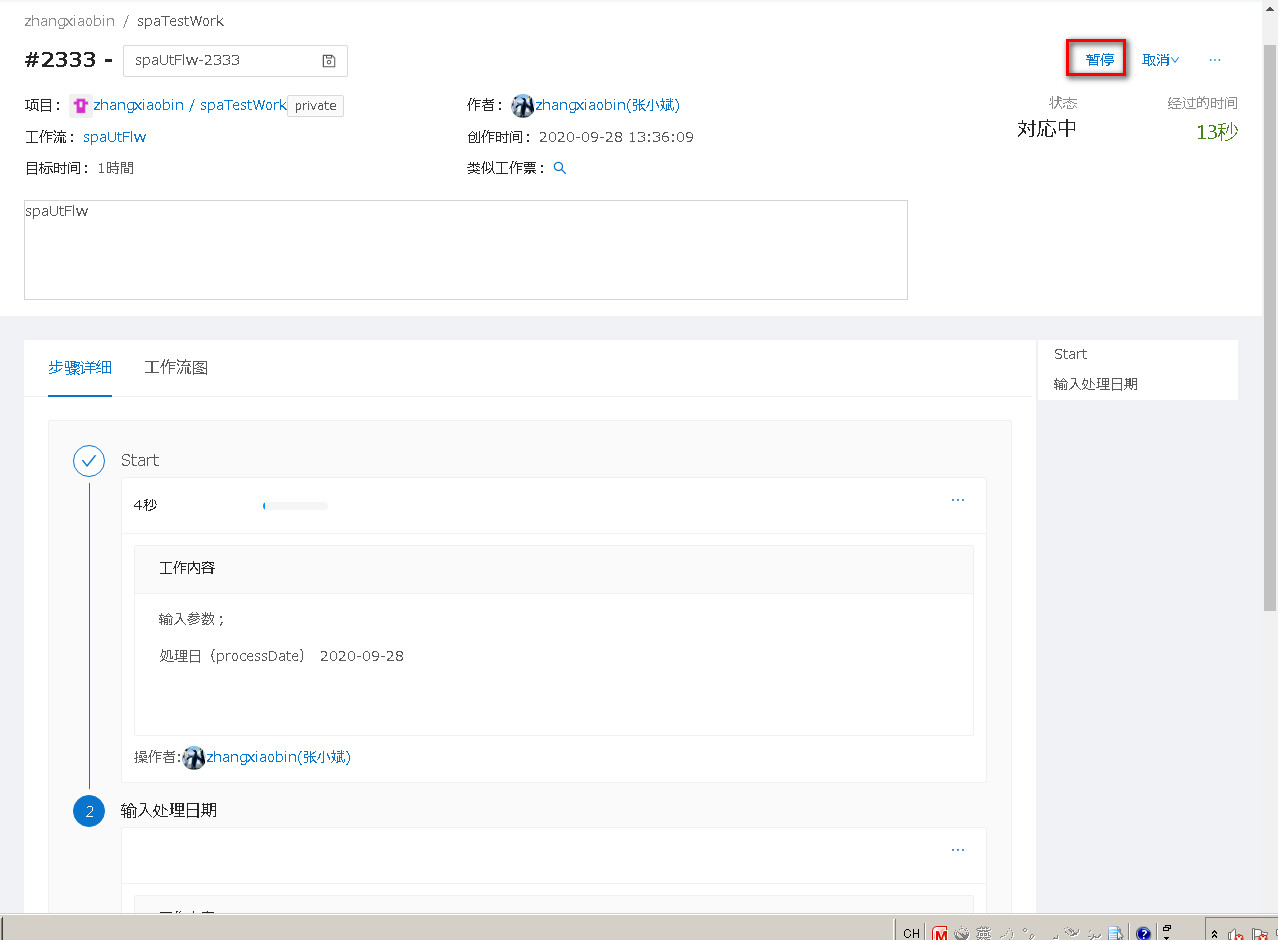 zhangxiaobin / spaTestWork
#2333 - spaUtFlw-2333
暂停 取消 ...
项目： zhangxiaobin / spaTestWork private
作者： zhangxiaobin(张小斌)
状态
经过的时间
対応中
13秒
工作流： spaUtFlw
创作时间： 2020-09-28 13:36:09
目标时间： 1時間
类似工作票：
spaUtFlw
步骤详细 工作流图
Start
输入处理日期
Start
4秒 ...
工作内容
输入参数；
处理日（processDate） 2020-09-28
操作者:zhangxiaobin(张小斌)
2 输入处理日期
...
CH M 英 ?